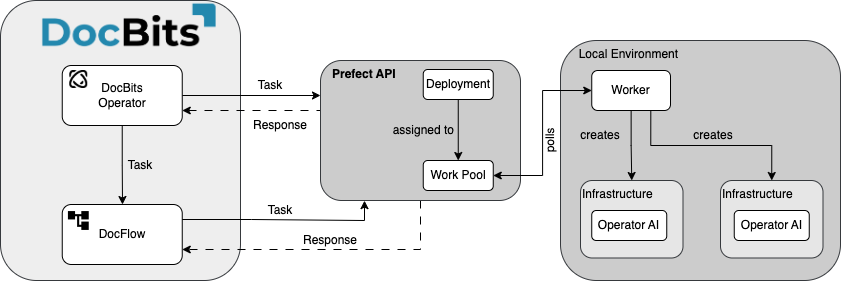 DocBits
DocBits
Operator
Task
DocFlow
Task
Response
Task
Response
Prefect API
Deployment
assigned to
Work Pool
polls
Local Environment
Worker
creates
creates
Infrastructure
Operator AI
Infrastructure
Operator AI